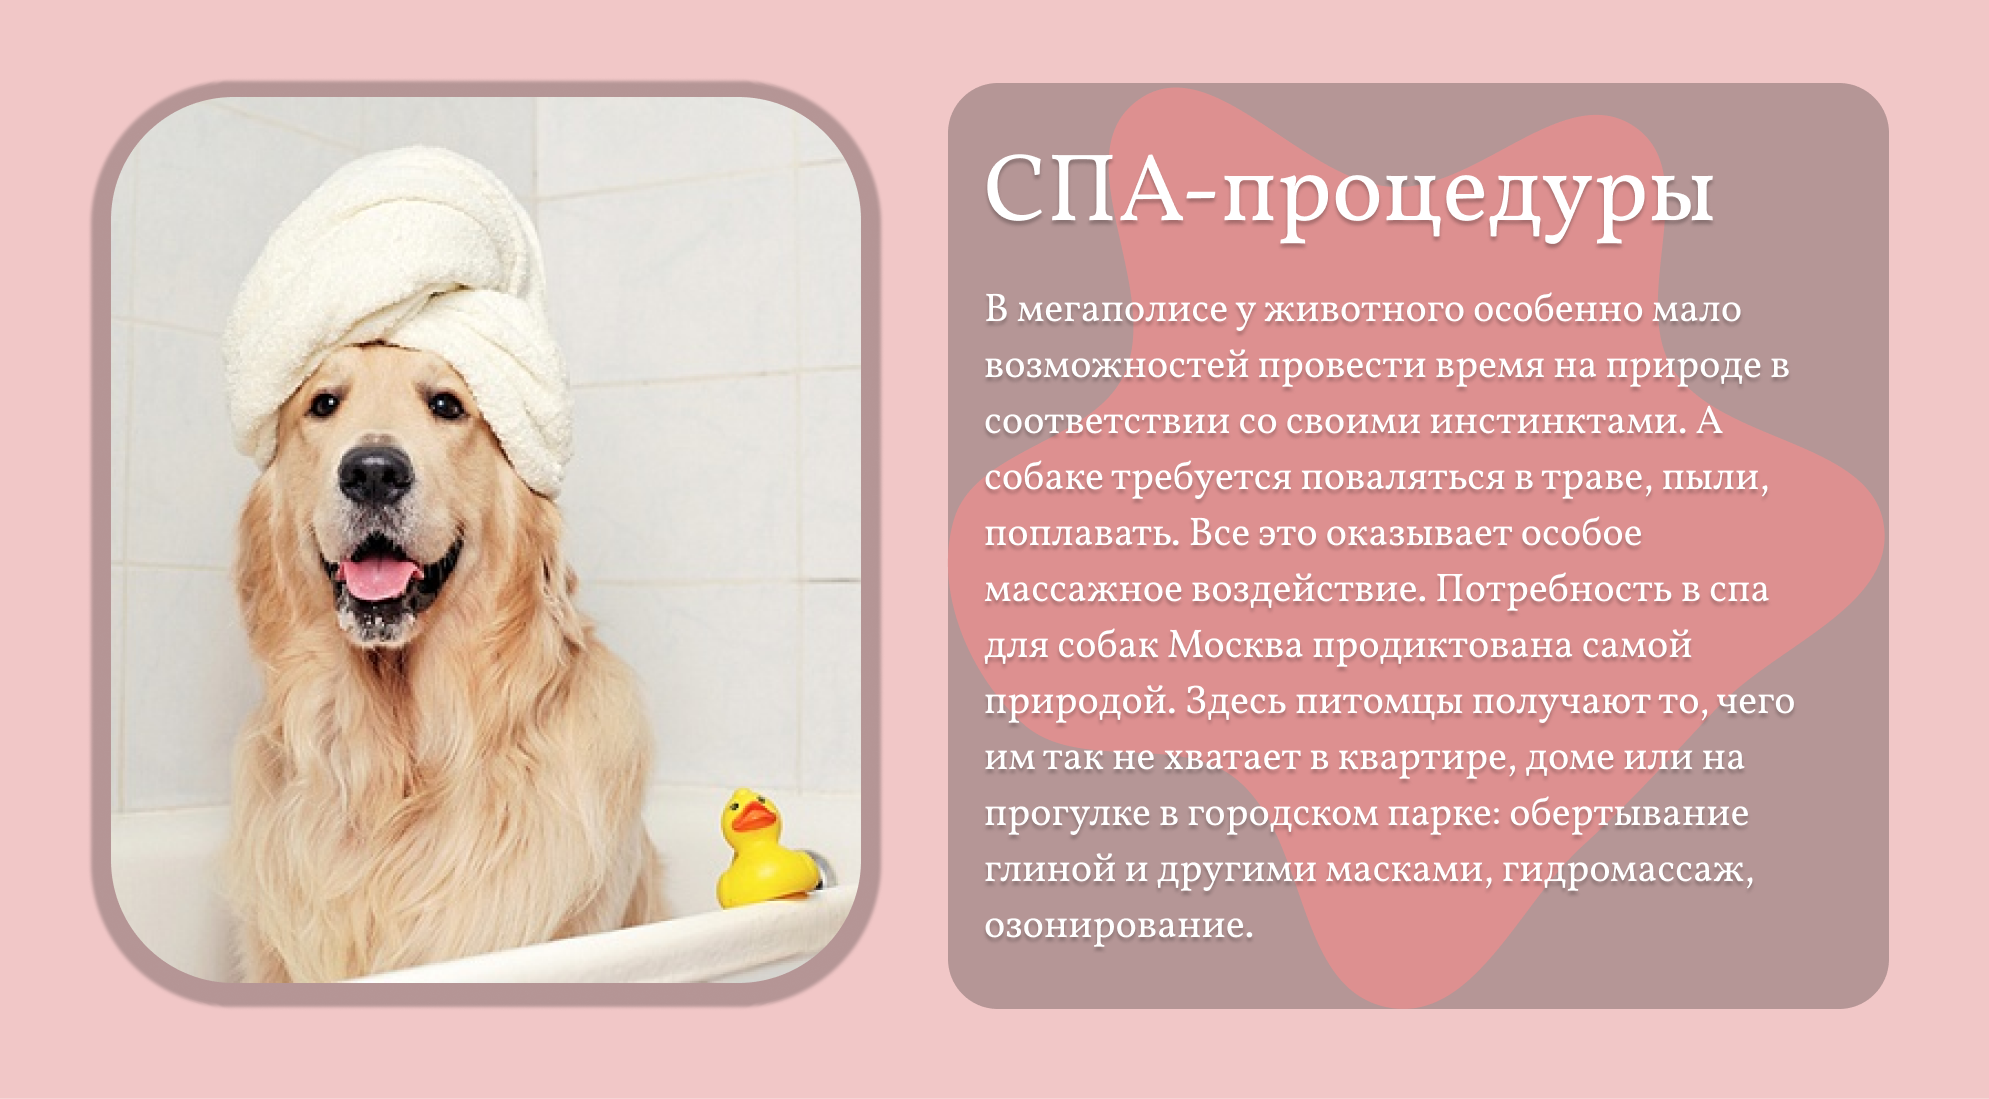 СПА-процедуры
В мегаполисе у животного особенно мало
возможностей провести время на природе в
соответствии со своими инстинктами. А
собаке требуется поваляться в траве, пыли,
поплавать. Все это оказывает особое
массажное воздействие. Потребность в спа
для собак Москва продиктована самой
природой. Здесь питомцы получают то, чего
им так не хватает в квартире, доме или на
прогулке в городском парке: обертывание
глиной и другими масками, гидромассаж,
озонирование.